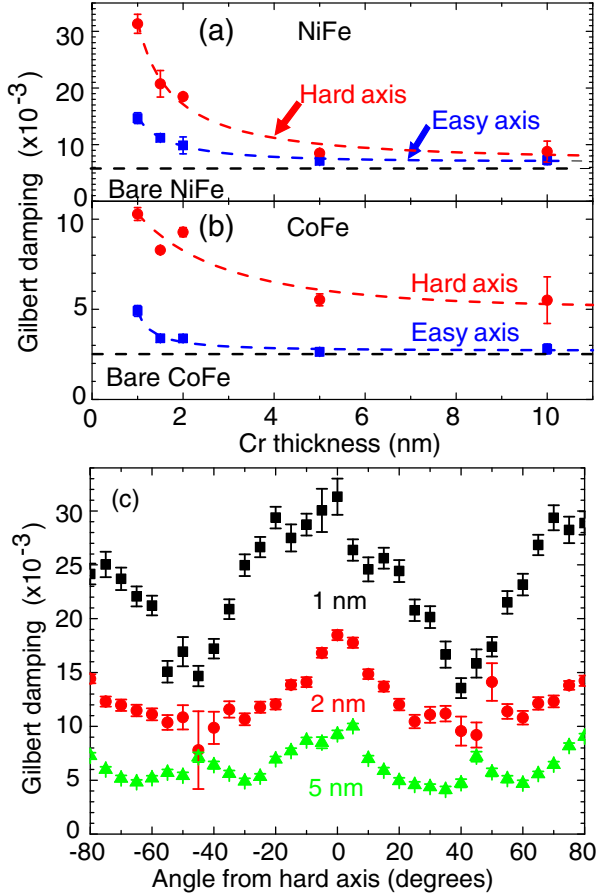 30
(a)
NiFe
Hard axis
20
Easy axis
10
Bare NiFe
0
10
(b)
CoFe
Hard axis
5
Easy axis
Bare CoFe
0
Gilbert damping (x10⁻³)
0 2 4 6 8 10
Cr thickness (nm)
(c)
30
25
1 nm
20
15
2 nm
10
5
5 nm
0
Gilbert damping (x10⁻³)
-80 -60 -40 -20 0 20 40 60 80
Angle from hard axis (degrees)